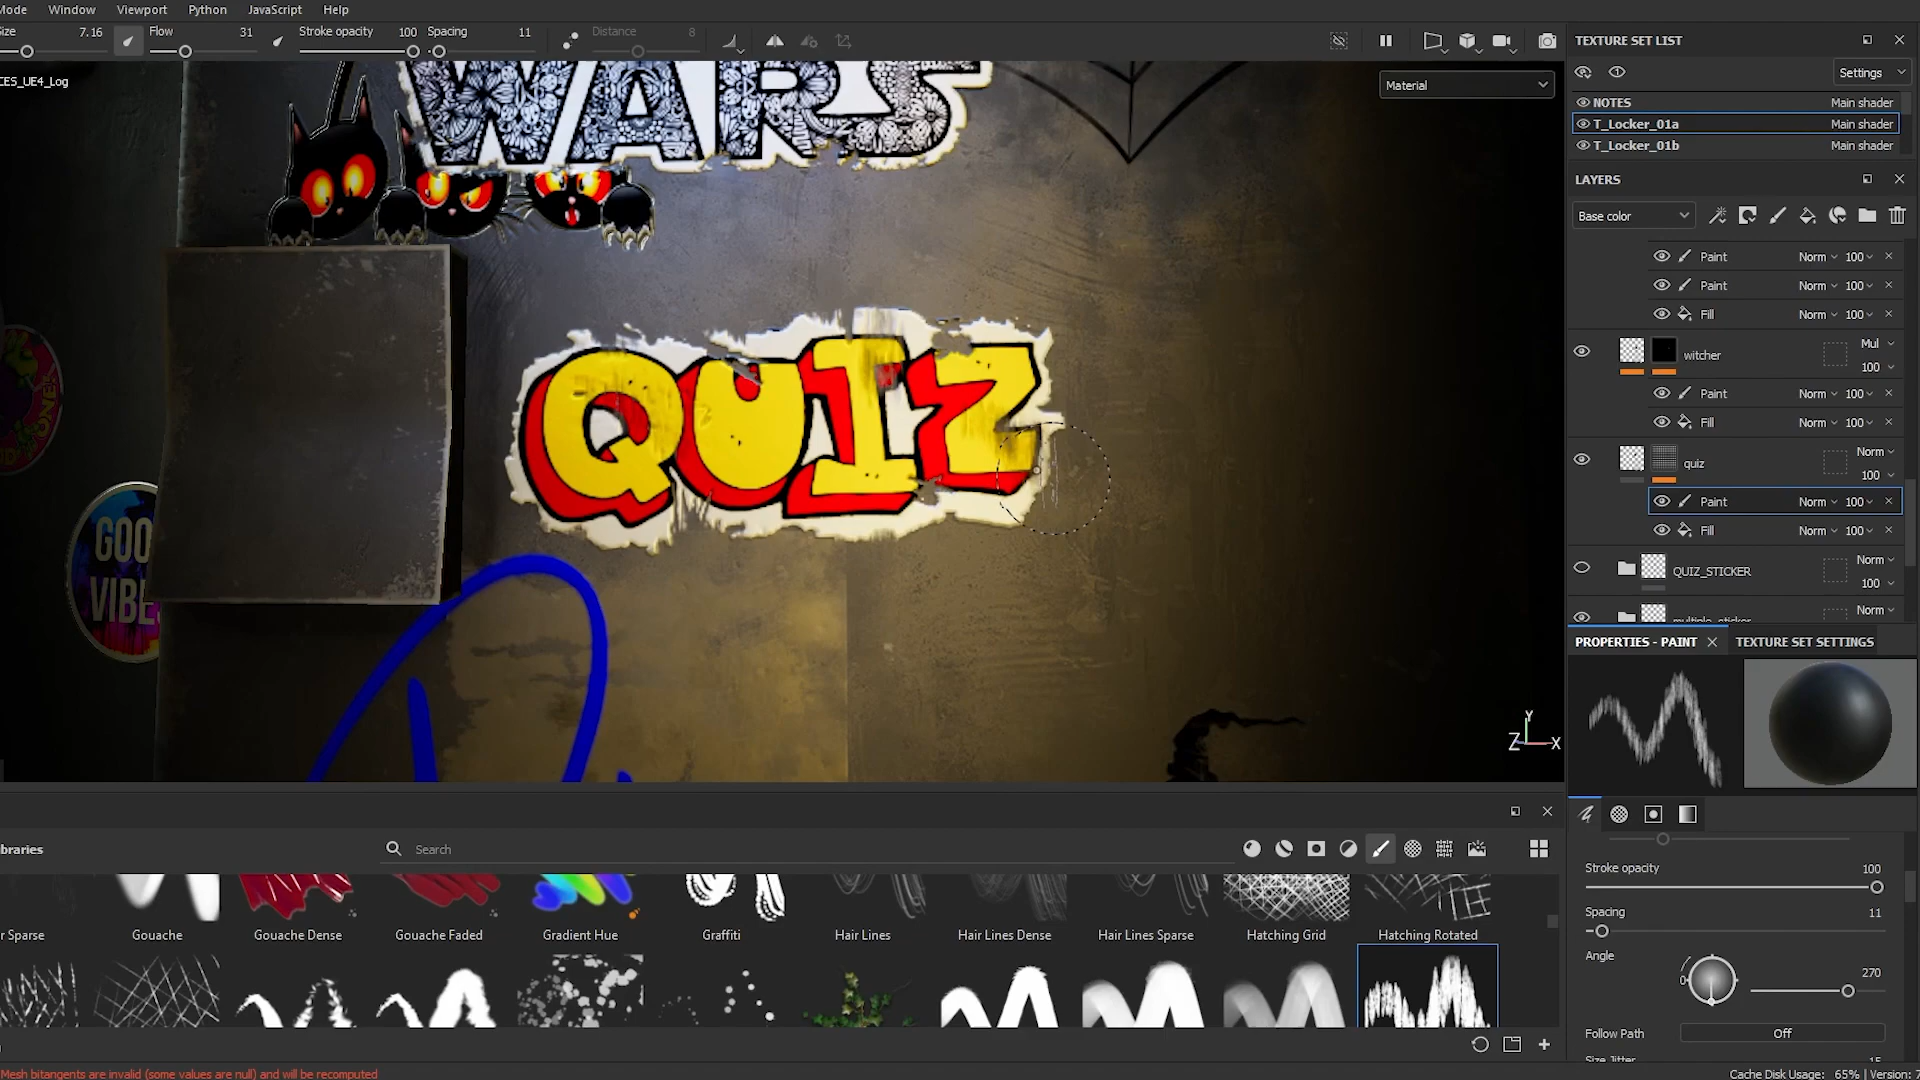 Mode Window Viewport Python JavaScript Help
Size 7.16 Flow 31 Stroke opacity 100 Spacing 11 Distance 8
CES_UE4_Log
Material
WARS
QUIZ
GOO
VIBE
TEXTURE SET LIST
Settings
NOTES Main shader
T_Locker_01a Main shader
T_Locker_01b Main shader
LAYERS
Base color
Paint Norm 100
Paint Norm 100
Fill Norm 100
witcher Mul 100
Paint Norm 100
Fill Norm 100
quiz Norm 100
Paint Norm 100
Fill Norm 100
QUIZ_STICKER Norm 100
multiple_sticker Norm
PROPERTIES - PAINT TEXTURE SET SETTINGS
Y
Z X
Stroke opacity 100
Spacing 11
Angle
0 270
Follow Path Off
Size Jitter 15
braries Search
r Sparse Gouache Gouache Dense Gouache Faded Gradient Hue Graffiti Hair Lines Hair Lines Dense Hair Lines Sparse Hatching Grid Hatching Rotated
Mesh bitangents are invalid (some values are null) and will be recomputed
Cache Disk Usage: 65% | Version: 7